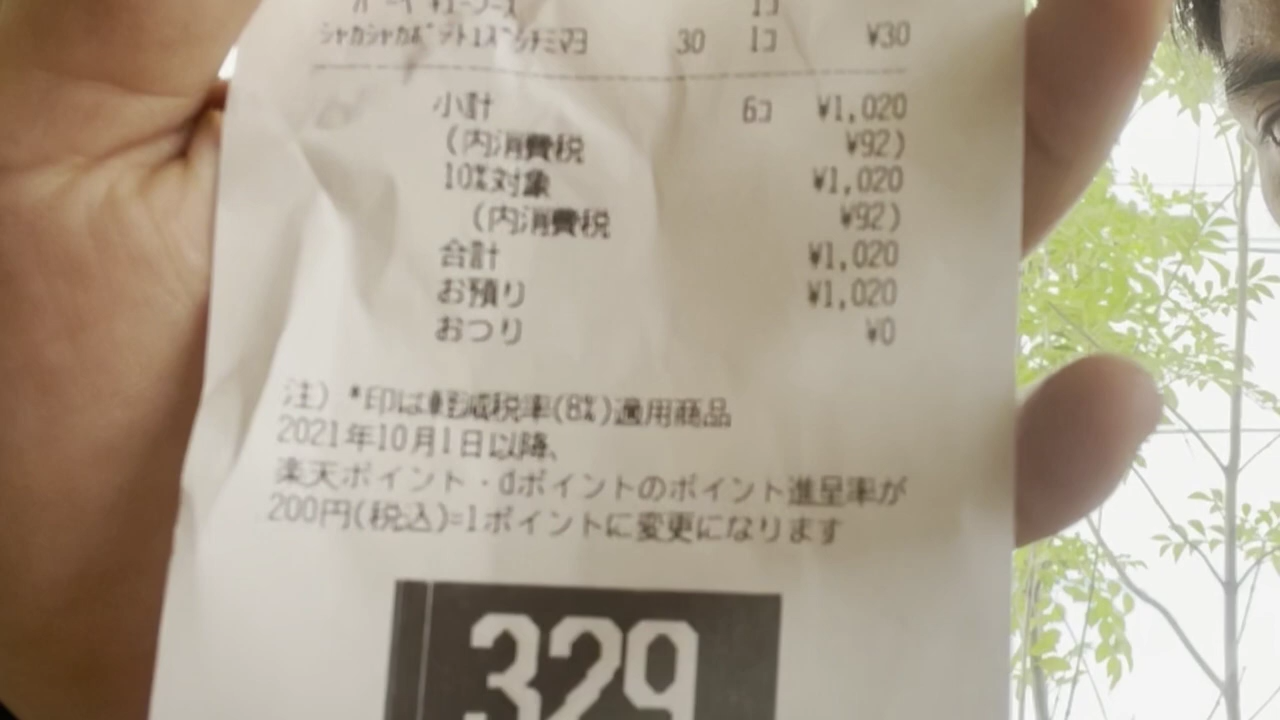 1コ
シャカシャカポテト1スクッチミマヨ 30 1コ ¥30
小計 6コ ¥1,020
(内消費税 ¥92)
10%対象 ¥1,020
(内消費税 ¥92)
合計 ¥1,020
お預り ¥1,020
おつり ¥0
注) *印は軽減税率(8%)適用商品
2021年10月1日以降、
楽天ポイント・dポイントのポイント進呈率が
200円(税込)=1ポイントに変更になります
329